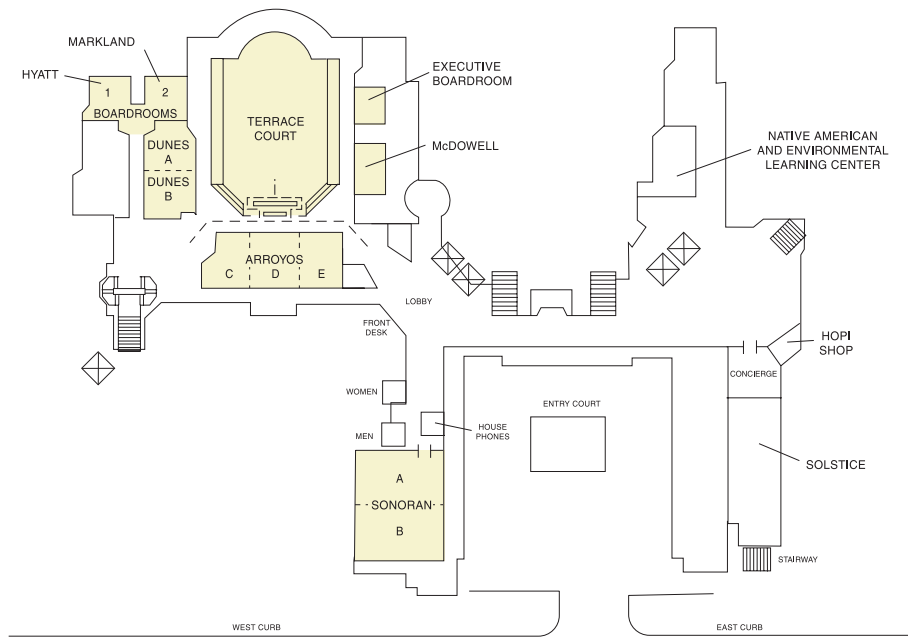 MARKLAND
HYATT
1
2
BOARDROOMS
DUNES
A
DUNES
B
TERRACE
COURT
EXECUTIVE
BOARDROOM
McDOWELL
NATIVE AMERICAN
AND ENVIRONMENTAL
LEARNING CENTER
ARROYOS
C D E
LOBBY
FRONT
DESK
HOPI
SHOP
CONCIERGE
WOMEN
MEN
HOUSE
PHONES
ENTRY COURT
SOLSTICE
A
SONORAN
B
STAIRWAY
WEST CURB
EAST CURB